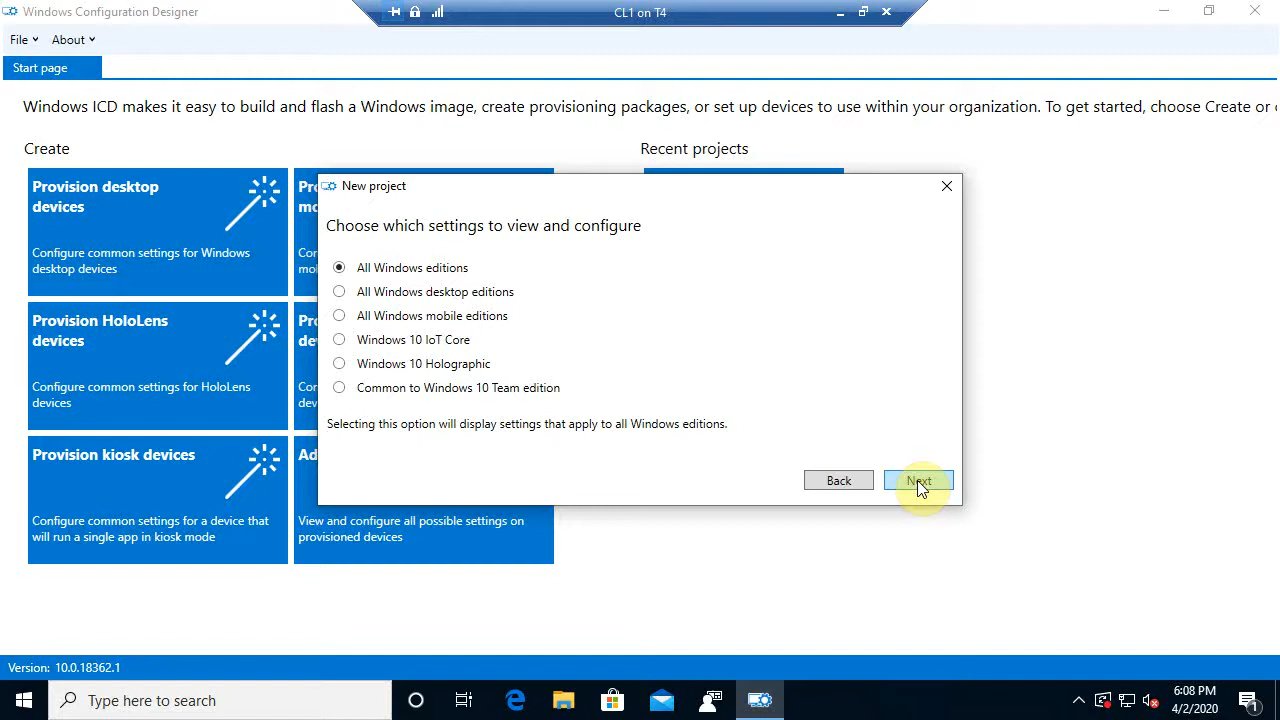 Windows Configuration Designer
CL1 on T4
File
About
Start page
Windows ICD makes it easy to build and flash a Windows image, create provisioning packages, or set up devices to use within your organization. To get started, choose Create or
Create
Recent projects
Provision desktop
devices
Configure common settings for Windows
desktop devices
Provision HoloLens
devices
Configure common settings for HoloLens
devices
Provision kiosk devices
Configure common settings for a device that
will run a single app in kiosk mode
View and configure all possible settings on
provisioned devices
New project
Choose which settings to view and configure
All Windows editions
All Windows desktop editions
All Windows mobile editions
Windows 10 IoT Core
Windows 10 Holographic
Common to Windows 10 Team edition
Selecting this option will display settings that apply to all Windows editions.
Back
Next
Version: 10.0.18362.1
Type here to search
6:08 PM
4/2/2020
1